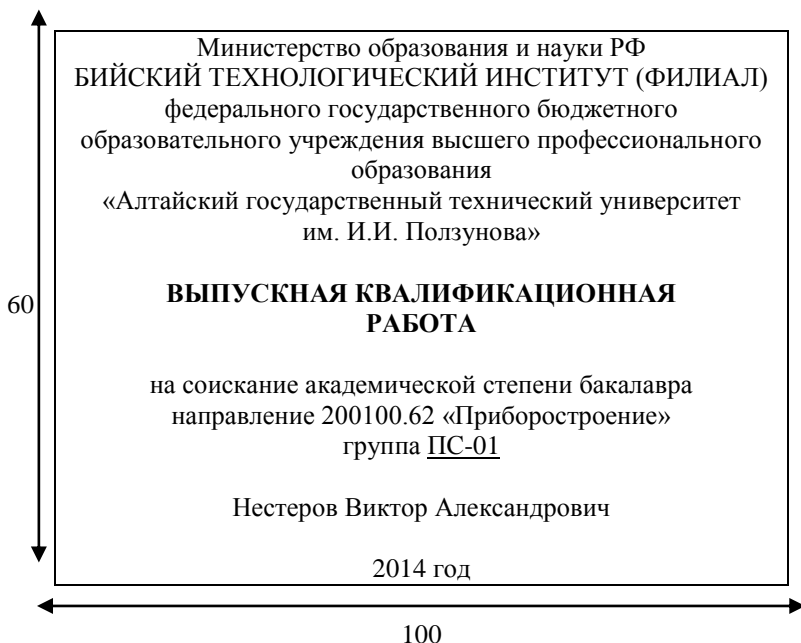 Министерство образования и науки РФ
БИЙСКИЙ ТЕХНОЛОГИЧЕСКИЙ ИНСТИТУТ (ФИЛИАЛ)
федерального государственного бюджетного
образовательного учреждения высшего профессионального
образования
«Алтайский государственный технический университет
им. И.И. Ползунова»
ВЫПУСКНАЯ КВАЛИФИКАЦИОННАЯ
РАБОТА
60
на соискание академической степени бакалавра
направление 200100.62 «Приборостроение»
группа ПС-01
Нестеров Виктор Александрович
2014 год
100